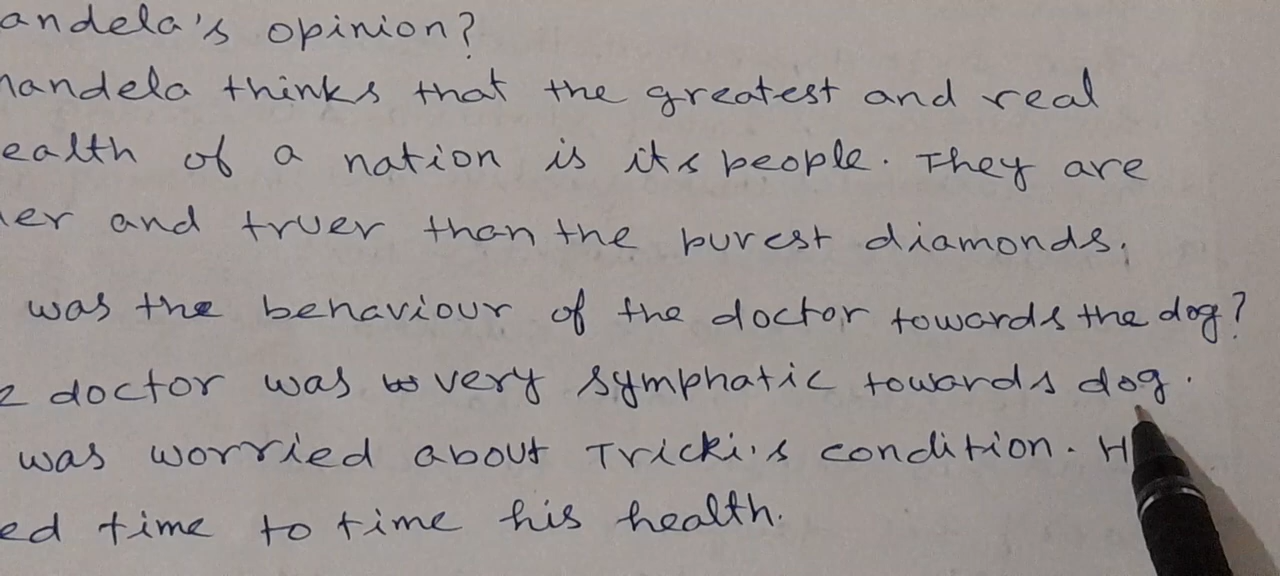 andela's opinion?
mandela thinks that the greatest and real
ealth of a nation is its people. They are
er and truer than the purest diamonds.
was the behaviour of the doctor towards the dog?
doctor was very symphatic towards dog.
was worried about Tricki's condition. H
ed time to time his health.